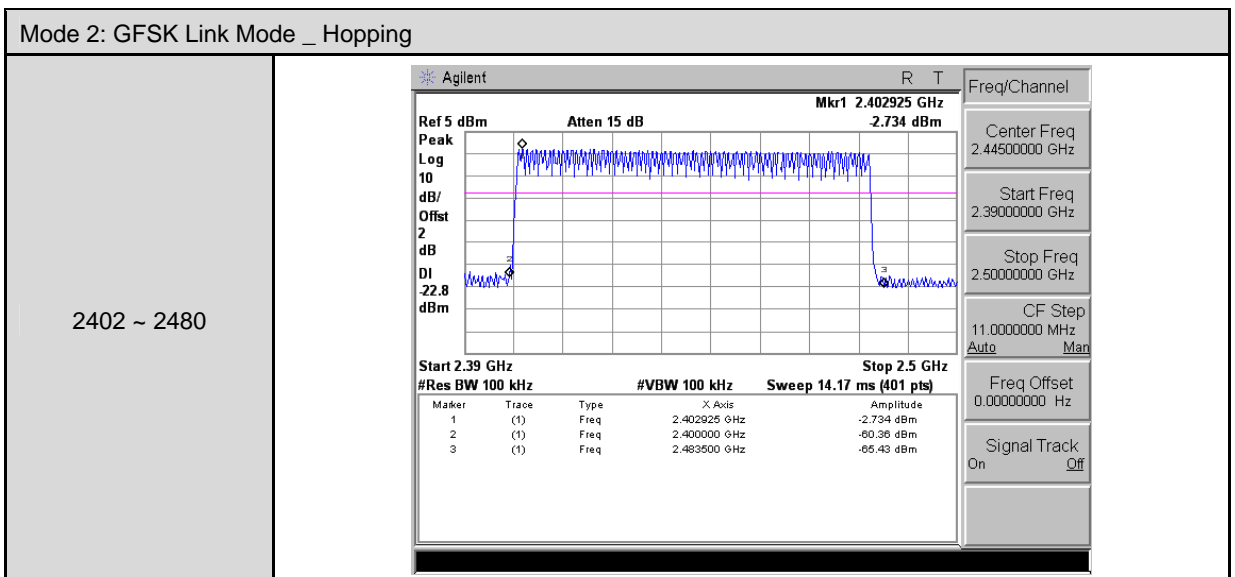 Mode 2: GFSK Link Mode _ Hopping
2402 ~ 2480
Agilent R T
Mkr1 2.402925 GHz
Ref 5 dBm Atten 15 dB -2.734 dBm
Peak
Log
10
dB/
Offst
2
dB
DI
-22.8
dBm
2
3
Start 2.39 GHz Stop 2.5 GHz
#Res BW 100 kHz #VBW 100 kHz Sweep 14.17 ms (401 pts)
Marker Trace Type X Axis Amplitude
1 (1) Freq 2.402925 GHz -2.734 dBm
2 (1) Freq 2.400000 GHz -60.36 dBm
3 (1) Freq 2.483500 GHz -65.43 dBm
Freq/Channel
Center Freq
2.44500000 GHz
Start Freq
2.39000000 GHz
Stop Freq
2.50000000 GHz
CF Step
11.0000000 MHz
Auto Man
Freq Offset
0.00000000 Hz
Signal Track
On Off